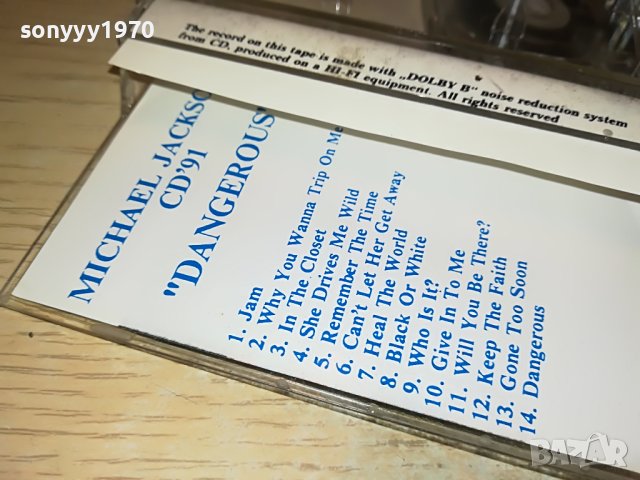 sonyyy1970
The record on this tape is made with „DOLBY B" noise reduction system
from CD, produced on a HI-FI equipment. All rights reserved
MICHAEL JACKSO
CD'91
"DANGEROUS"
1. Jam
2. Why You Wanna Trip On Me
3. In The Closet
4. She Drives Me Wild
5. Remember The Time
6. Can't Let Her Get Away
7. Heal The World
8. Black Or White
9. Who Is It?
10. Give In To Me
11. Will You Be There?
12. Keep The Faith
13. Gone Too Soon
14. Dangerous
BAZAR